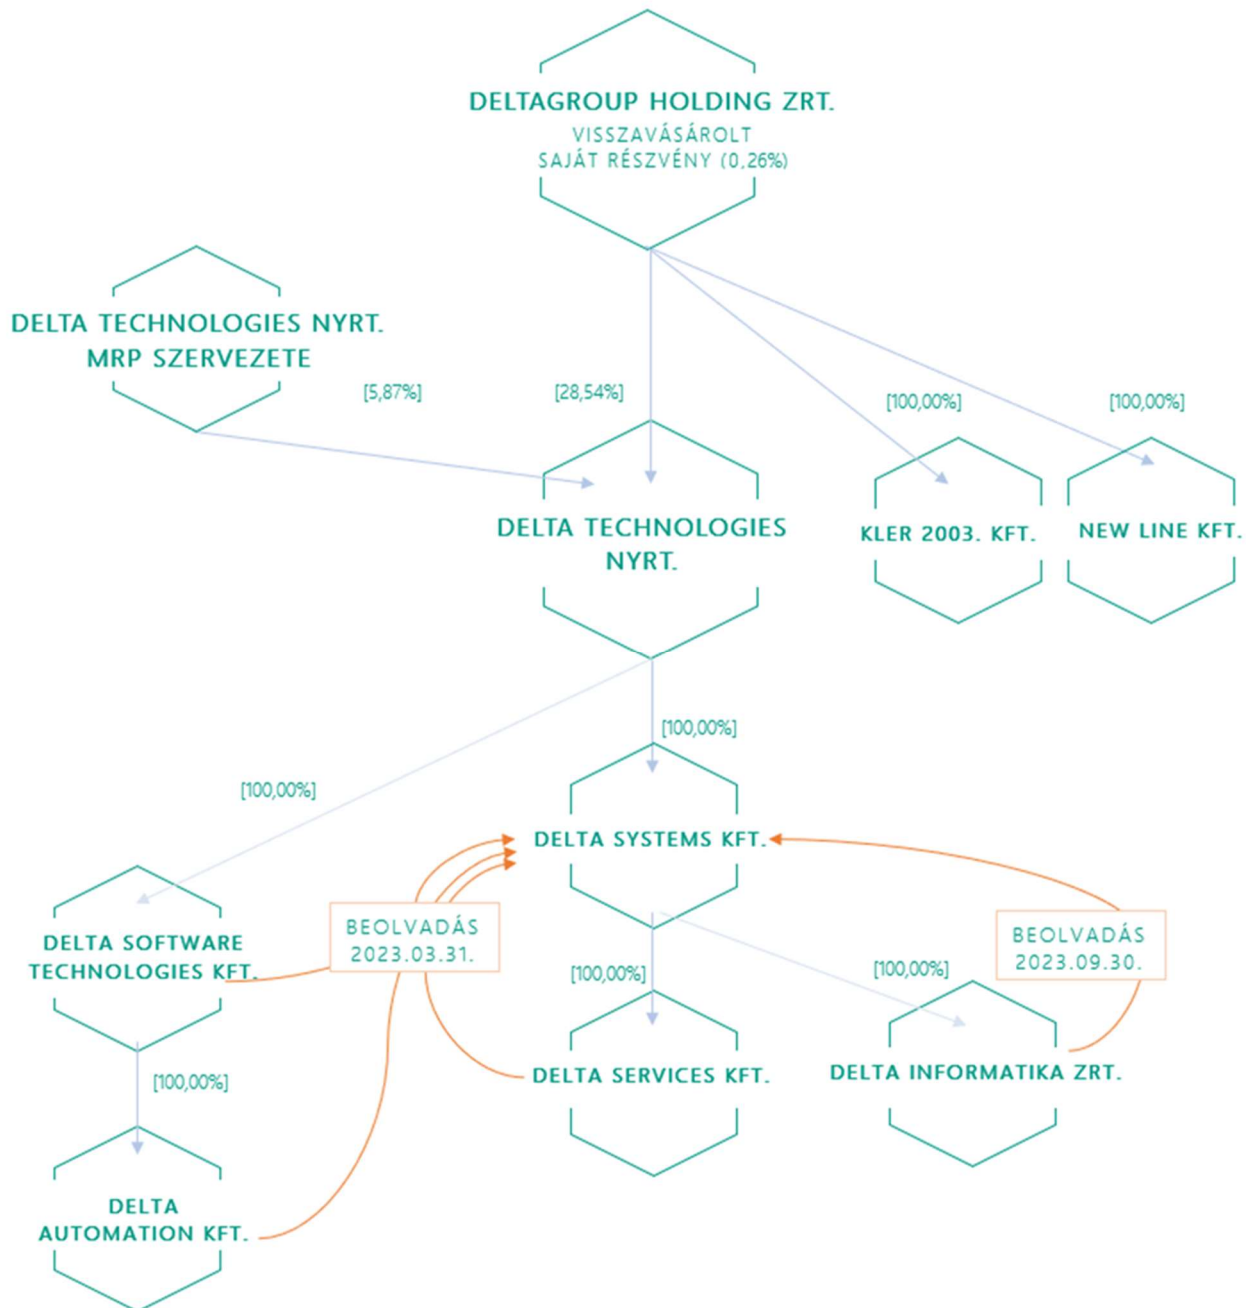 DELTAGROUP HOLDING ZRT.
VISSZAVÁSÁROLT
SAJÁT RÉSZVÉNY (0,26%)
DELTA TECHNOLOGIES NYRT.
MRP SZERVEZETE
[5,87%]
[28,54%]
[100,00%]
[100,00%]
DELTA TECHNOLOGIES
NYRT.
KLER 2003. KFT.
NEW LINE KFT.
[100,00%]
[100,00%]
DELTA SYSTEMS KFT.
BEOLVADÁS
2023.03.31.
BEOLVADÁS
2023.09.30.
DELTA SOFTWARE
TECHNOLOGIES KFT.
[100,00%]
[100,00%]
[100,00%]
DELTA SERVICES KFT.
DELTA INFORMATIKA ZRT.
DELTA
AUTOMATION KFT.